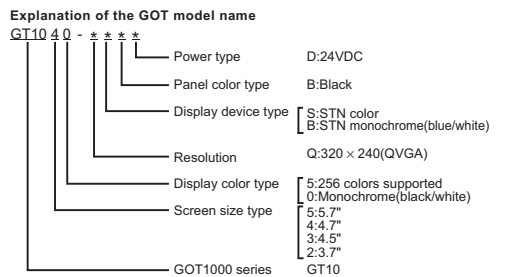 Explanation of the GOT model name
GT10 4 0 - * * * *
Power type D:24VDC
Panel color type B:Black
Display device type S:STN color
B:STN monochrome(blue/white)
Resolution Q:320 × 240(QVGA)
Display color type 5:256 colors supported
0:Monochrome(black/white)
Screen size type 5:5.7"
4:4.7"
3:4.5"
2:3.7"
GOT1000 series GT10